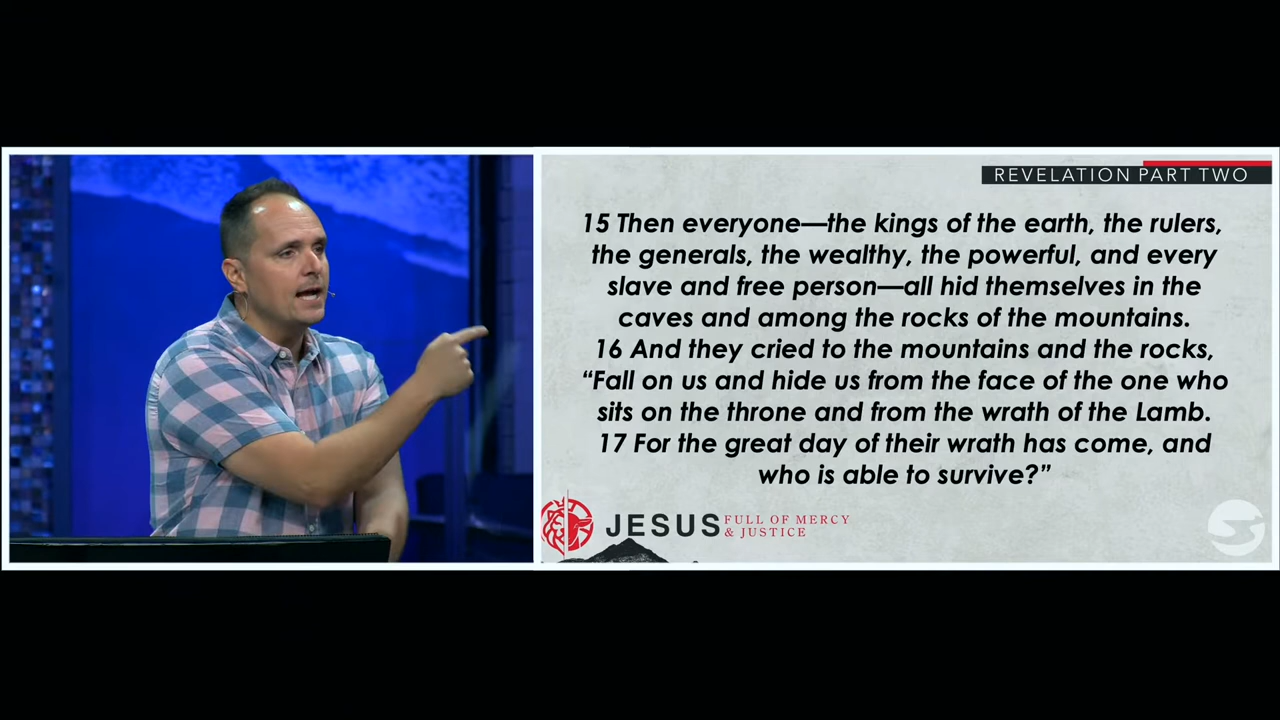 REVELATION PART TWO
15 Then everyone—the kings of the earth, the rulers,
the generals, the wealthy, the powerful, and every
slave and free person—all hid themselves in the
caves and among the rocks of the mountains.
16 And they cried to the mountains and the rocks,
“Fall on us and hide us from the face of the one who
sits on the throne and from the wrath of the Lamb.
17 For the great day of their wrath has come, and
who is able to survive?”
JESUS FULL OF MERCY
& JUSTICE